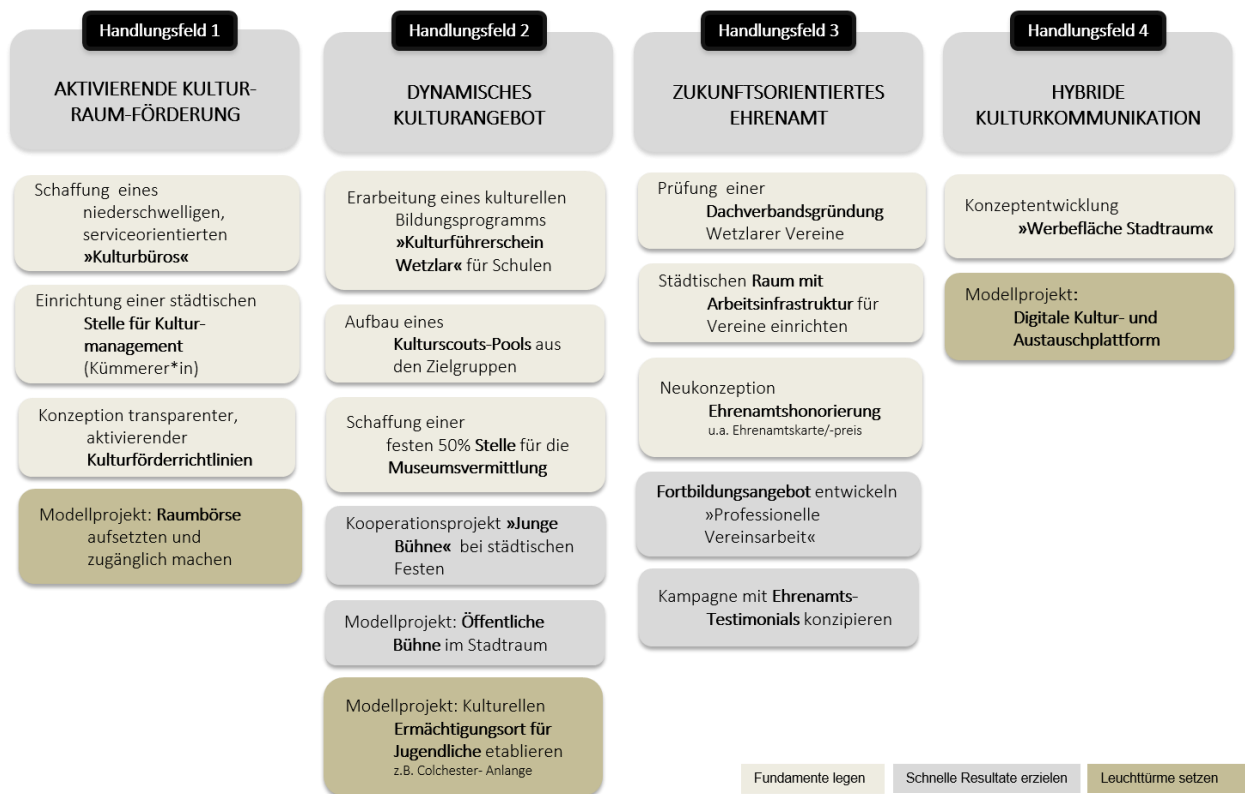 Handlungsfeld 1
AKTIVIERENDE KULTUR-
RAUM-FÖRDERUNG
Schaffung eines
niederschwelligen,
serviceorientierten
»Kulturbüros«
Einrichtung einer städtischen
Stelle für Kultur-
management
(Kümmerer*in)
Konzeption transparenter,
aktivierender
Kulturförderrichtlinien
Modellprojekt: Raumbörse
aufsetzten und
zugänglich machen
Handlungsfeld 2
DYNAMISCHES
KULTURANGEBOT
Erarbeitung eines kulturellen
Bildungsprogramms
»Kulturführerschein
Wetzlar« für Schulen
Aufbau eines
Kulturscouts-Pools aus
den Zielgruppen
Schaffung einer
festen 50% Stelle für die
Museumsvermittlung
Kooperationsprojekt »Junge
Bühne« bei städtischen
Festen
Modellprojekt: Öffentliche
Bühne im Stadtraum
Modellprojekt: Kulturellen
Ermächtigungsort für
Jugendliche etablieren
z.B. Colchester- Anlange
Handlungsfeld 3
ZUKUNFTSORIENTIERTES
EHRENAMT
Prüfung einer
Dachverbandsgründung
Wetzlarer Vereine
Städtischen Raum mit
Arbeitsinfrastruktur für
Vereine einrichten
Neukonzeption
Ehrenamtshonorierung
u.a. Ehrenamtskarte/-preis
Fortbildungsangebot entwickeln
»Professionelle
Vereinsarbeit«
Kampagne mit Ehrenamts-
Testimonials konzipieren
Handlungsfeld 4
HYBRIDE
KULTURKOMMUNIKATION
Konzeptentwicklung
»Werbefläche Stadtraum«
Modellprojekt:
Digitale Kultur- und
Austauschplattform
Fundamente legen
Schnelle Resultate erzielen
Leuchttürme setzen